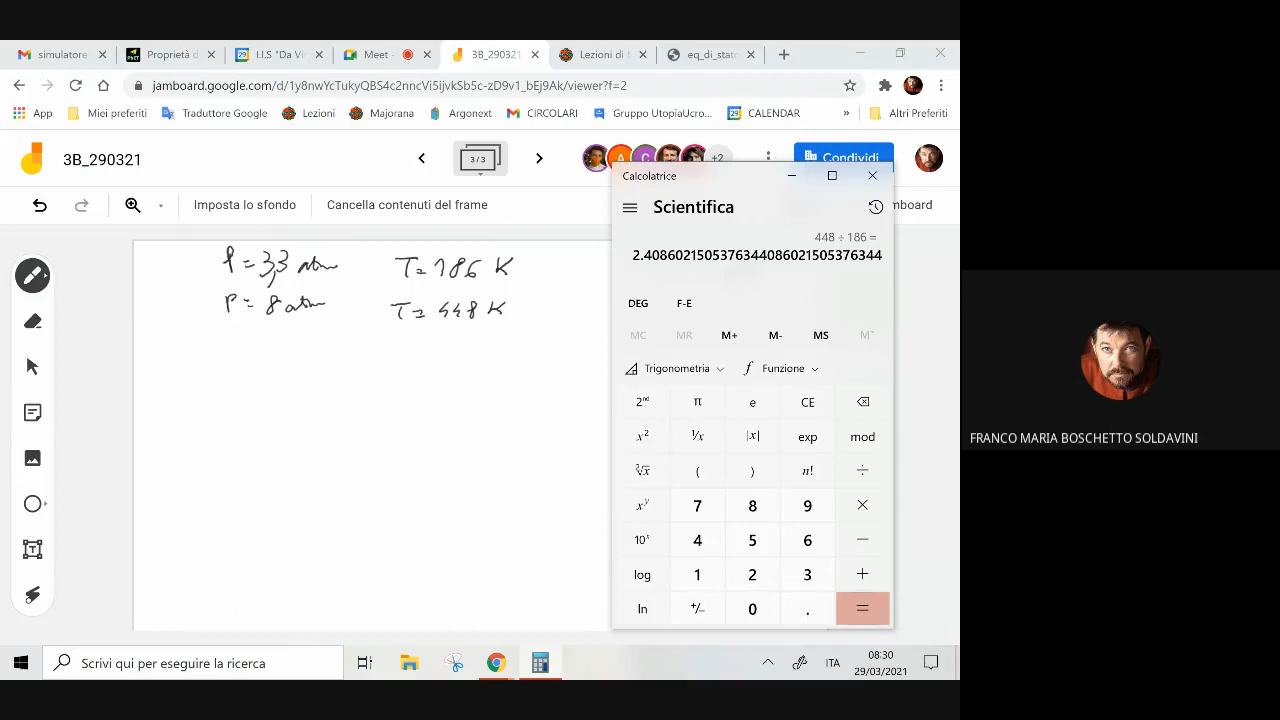 simulatore
Proprietà d
I.I.S "Da Vin
Meet -
3B_290321
Lezioni di M
eq_di_stato
jamboard.google.com/d/1y8nwYcTukyQBS4c2nncVi5ijvkSb5c-zD9v1_bEj9Ak/viewer?f=2
App
Miei preferiti
Traduttore Google
Lezioni
Majorana
Argonext
CIRCOLARI
Gruppo UtopiaUcro...
CALENDAR
»
Altri Preferiti
3B_290321
3 / 3
+2
Condividi
Imposta lo sfondo
Cancella contenuti del frame
P = 3,3 atm T = 186 K
P = 8 atm T = 448 K
Calcolatrice
Scientifica
448 ÷ 186 =
2.4086021505376344086021505376344
DEG F-E
MC MR M+ M- MS M˅
Trigonometria f Funzione
2ⁿᵈ π e CE
x² ¹/x |x| exp mod
²√x ( ) n! ÷
xʸ 7 8 9 ×
10ˣ 4 5 6 −
log 1 2 3 +
ln +/− 0 . =
FRANCO MARIA BOSCHETTO SOLDAVINI
Scrivi qui per eseguire la ricerca
ITA
08:30
29/03/2021